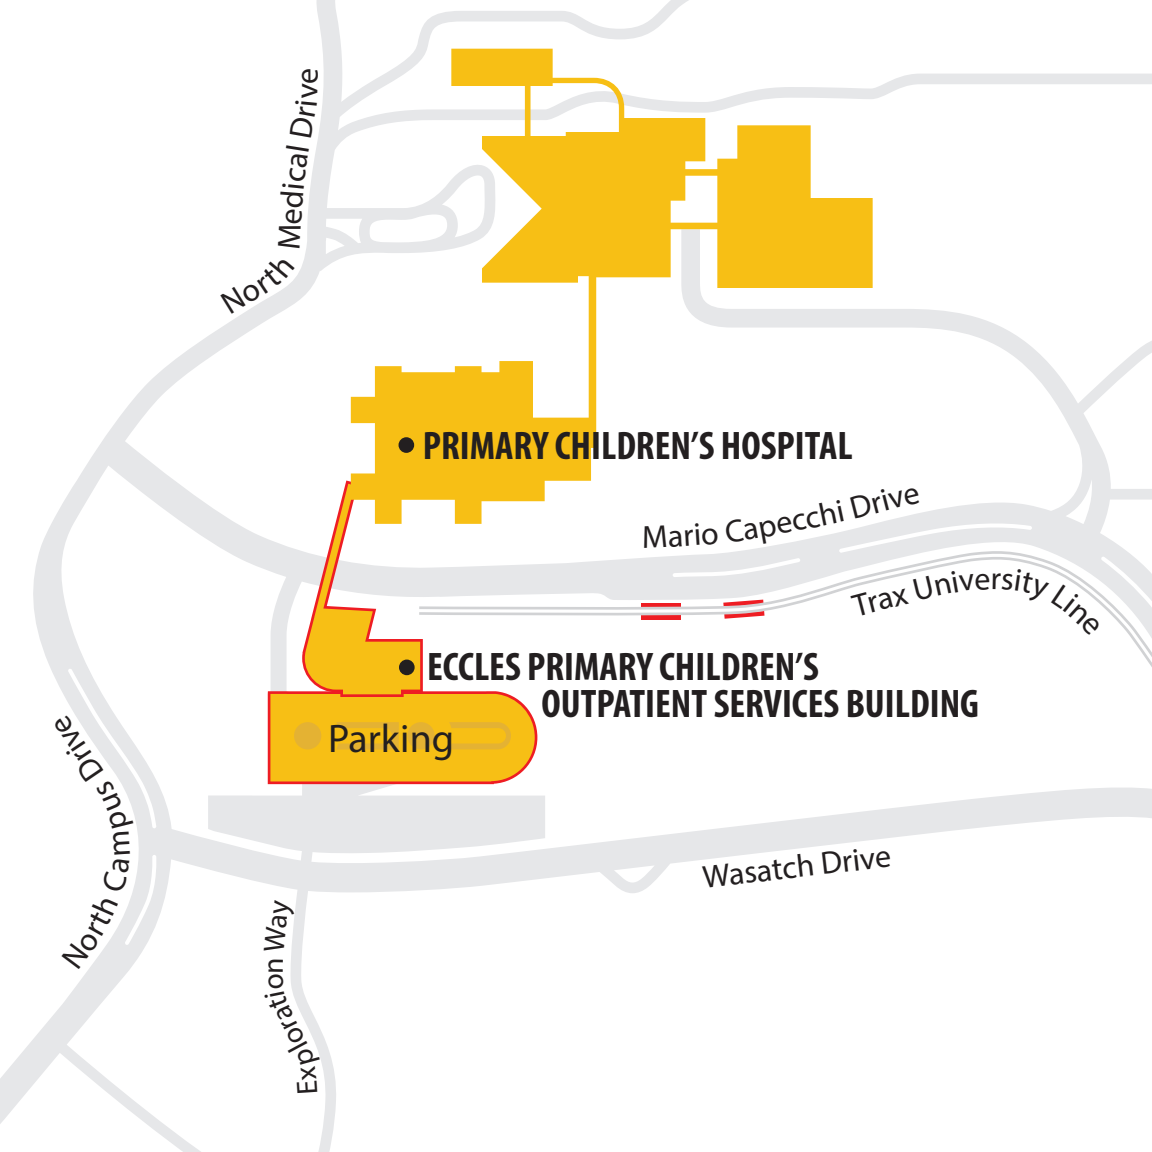 North Medical Drive
PRIMARY CHILDREN'S HOSPITAL
Mario Capecchi Drive
Trax University Line
ECCLES PRIMARY CHILDREN'S
OUTPATIENT SERVICES BUILDING
Parking
North Campus Drive
Wasatch Drive
Exploration Way